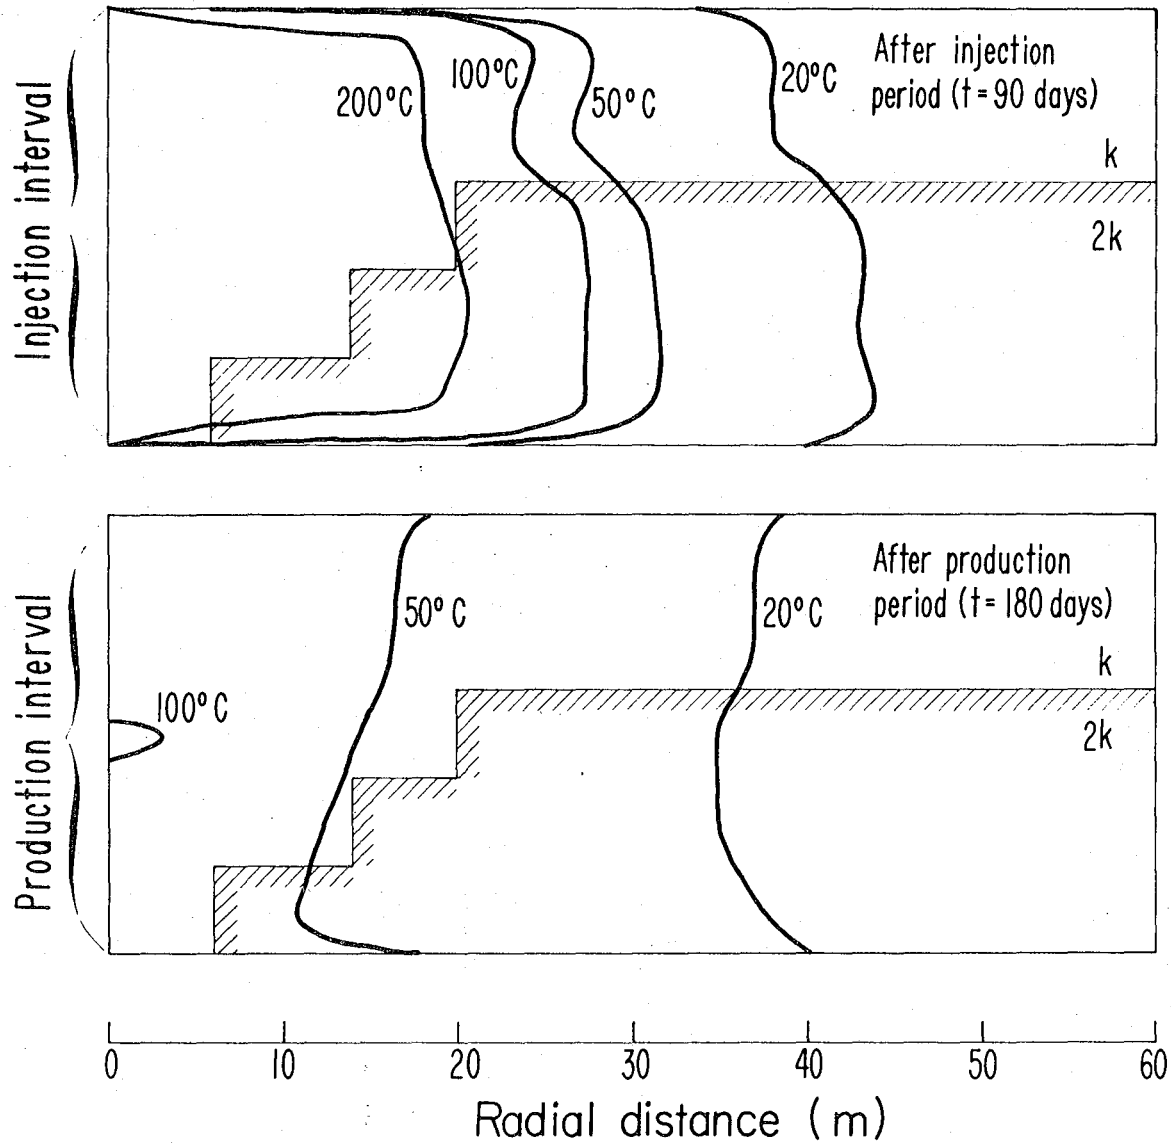 Injection interval
200°C
100°C
50°C
20°C
After injection
period (t = 90 days)
k
2k
Production interval
100°C
50°C
20°C
After production
period (t = 180 days)
k
2k
0 10 20 30 40 50 60
Radial distance (m)